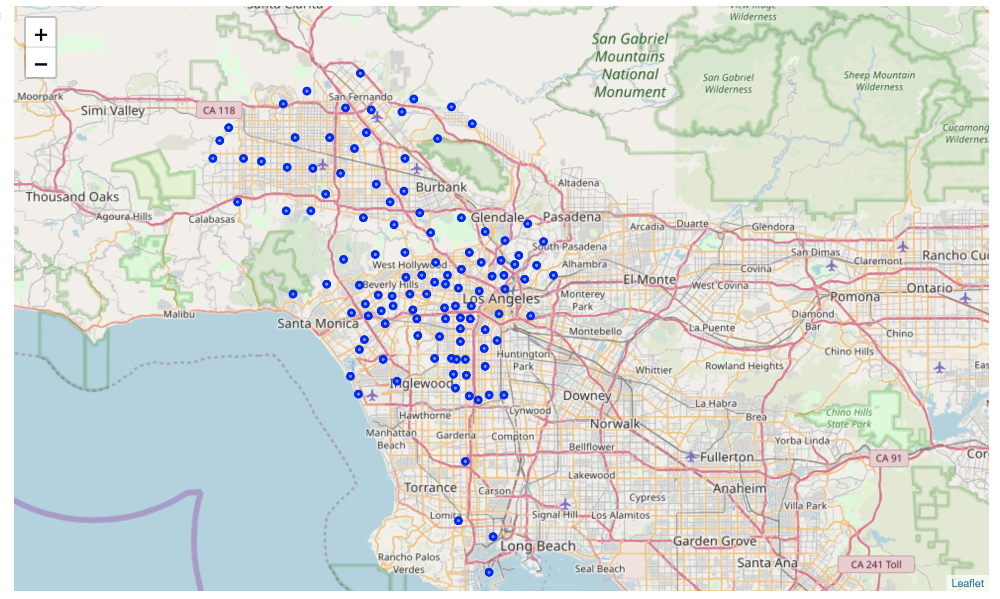 Santa Clarita
+
−
View Ridge
Wilderness
San Gabriel
Mountains
National
Monument
San Gabriel
Wilderness
Sheep Mountain
Wilderness
Moorpark
San Fernando
Simi Valley
CA 118
Cucamong
Wilderness
Altadena
Burbank
Thousand Oaks
Agoura Hills
Calabasas
Glendale
Pasadena
Arcadia
Duarte
Glendora
South Pasadena
San Dimas
Claremont
Rancho Cuc
West Hollywood
Alhambra
Covina
El Monte
Beverly Hills
West Covina
Ontario
Los Angeles
Monterey
Park
Pomona
Malibu
Santa Monica
Diamond
Bar
La Puente
Montebello
Chino
Huntington
Park
Chino Hills
Whittier
Rowland Heights
Eas
Inglewood
Downey
La Habra
Lynwood
Hawthorne
Brea
Chino Hills
State Park
Norwalk
Manhattan
Beach
Gardena
Compton
Yorba Linda
Bellflower
Fullerton
CA 91
Cor
Lakewood
Torrance
Carson
Anaheim
Cypress
Villa Park
Lomita
Signal Hill
Los Alamitos
Garden Grove
Long Beach
Rancho Palos
Verdes
Santa Ana
CA 241 Toll
Seal Beach
Leaflet